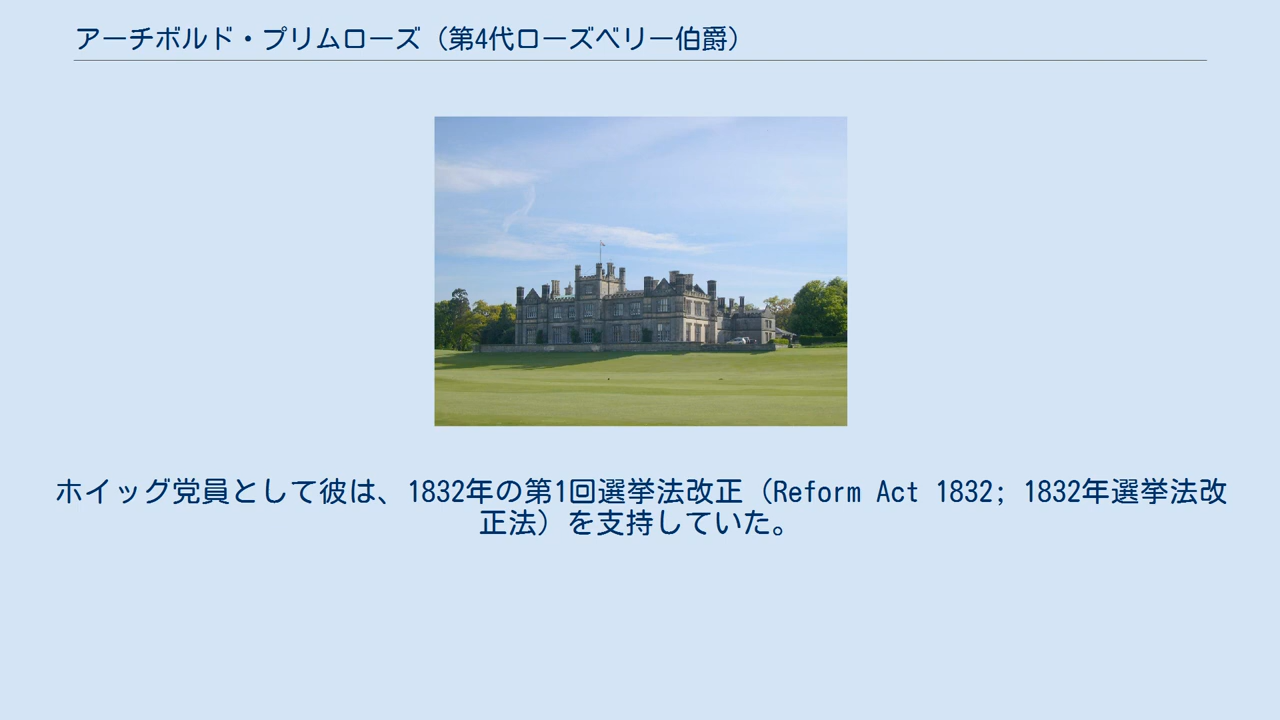 アーチボルド・プリムローズ（第4代ローズベリー伯爵）
ホイッグ党員として彼は、1832年の第1回選挙法改正（Reform Act 1832; 1832年選挙法改
正法）を支持していた。